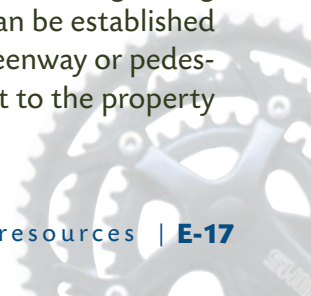 an be established
eenway or pedes-
t to the property
resources | E-17